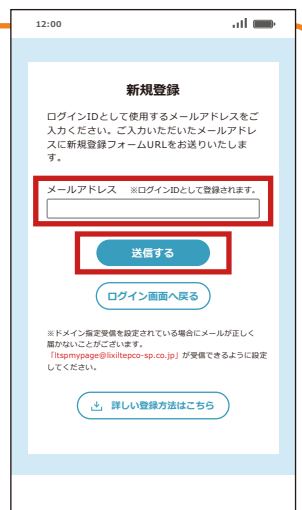 12:00
新規登録
ログインIDとして使用するメールアドレスをご
入力ください。ご入力いただいたメールアドレ
スに新規登録フォームURLをお送りいたしま
す。
メールアドレス ※ログインIDとして登録されます。
送信する
ログイン画面へ戻る
※ドメイン指定受信を設定されている場合にメールが正しく
届かないことがございます。
「ltspmypage@lixiltepco-sp.co.jp」が受信できるように設定
してください。
詳しい登録方法はこちら